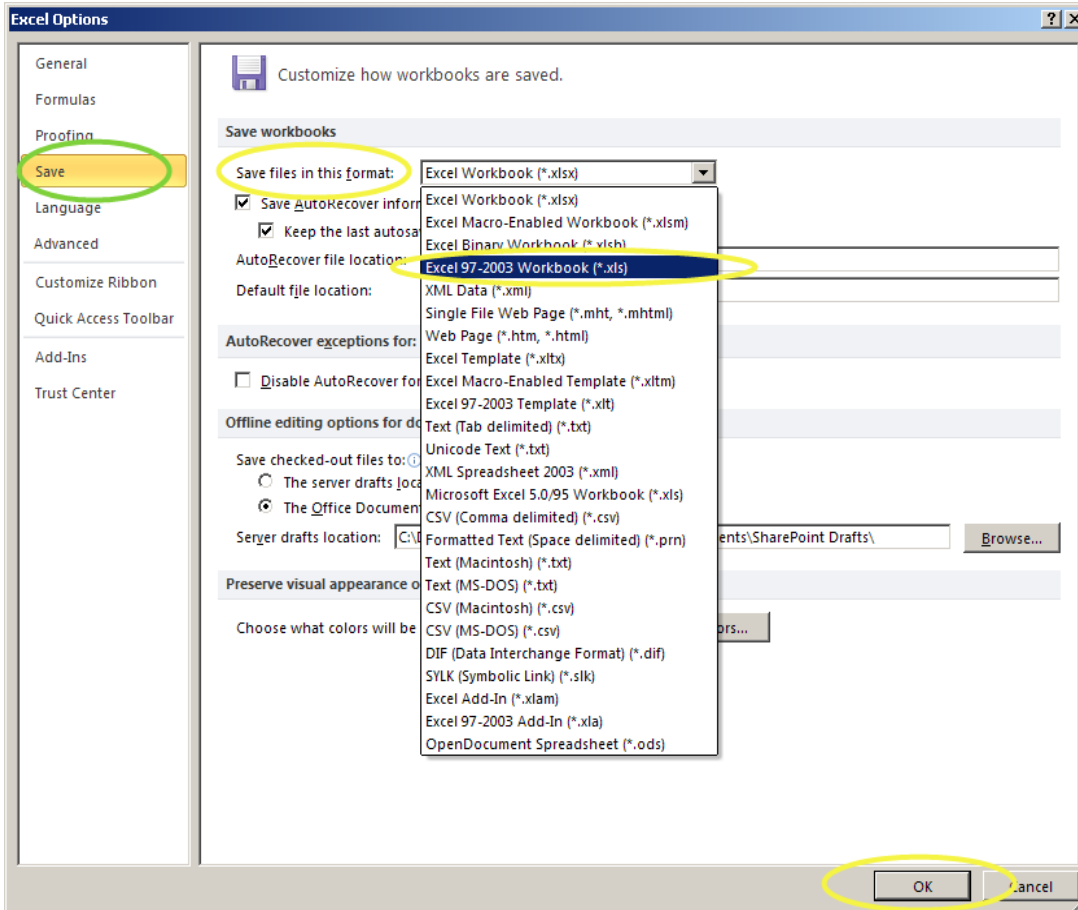 Excel Options
General
Formulas
Proofing
Save
Language
Advanced
Customize Ribbon
Quick Access Toolbar
Add-Ins
Trust Center
Customize how workbooks are saved.
Save workbooks
Save files in this format: Excel Workbook (*.xlsx)
Save AutoRecover
Keep the last
AutoRecover file location:
Default file location:
AutoRecover exceptions for:
Disable AutoRecover for
Offline editing options for
Save checked-out files to:
The server drafts
The Office
Server drafts location: SharePoint Drafts\ Browse...
Preserve visual appearance
Choose what colors will be
Excel Workbook (*.xlsx)
Excel Macro-Enabled Workbook (*.xlsm)
Excel Binary Workbook (*.xlsb)
Excel 97-2003 Workbook (*.xls)
XML Data (*.xml)
Single File Web Page (*.mht, *.mhtml)
Web Page (*.htm, *.html)
Excel Template (*.xltx)
Excel Macro-Enabled Template (*.xltm)
Excel 97-2003 Template (*.xlt)
Text (Tab delimited) (*.txt)
Unicode Text (*.txt)
XML Spreadsheet 2003 (*.xml)
Microsoft Excel 5.0/95 Workbook (*.xls)
CSV (Comma delimited) (*.csv)
Formatted Text (Space delimited) (*.prn)
Text (Macintosh) (*.txt)
Text (MS-DOS) (*.txt)
CSV (Macintosh) (*.csv)
CSV (MS-DOS) (*.csv)
DIF (Data Interchange Format) (*.dif)
SYLK (Symbolic Link) (*.slk)
Excel Add-In (*.xlam)
Excel 97-2003 Add-In (*.xla)
OpenDocument Spreadsheet (*.ods)
OK Cancel